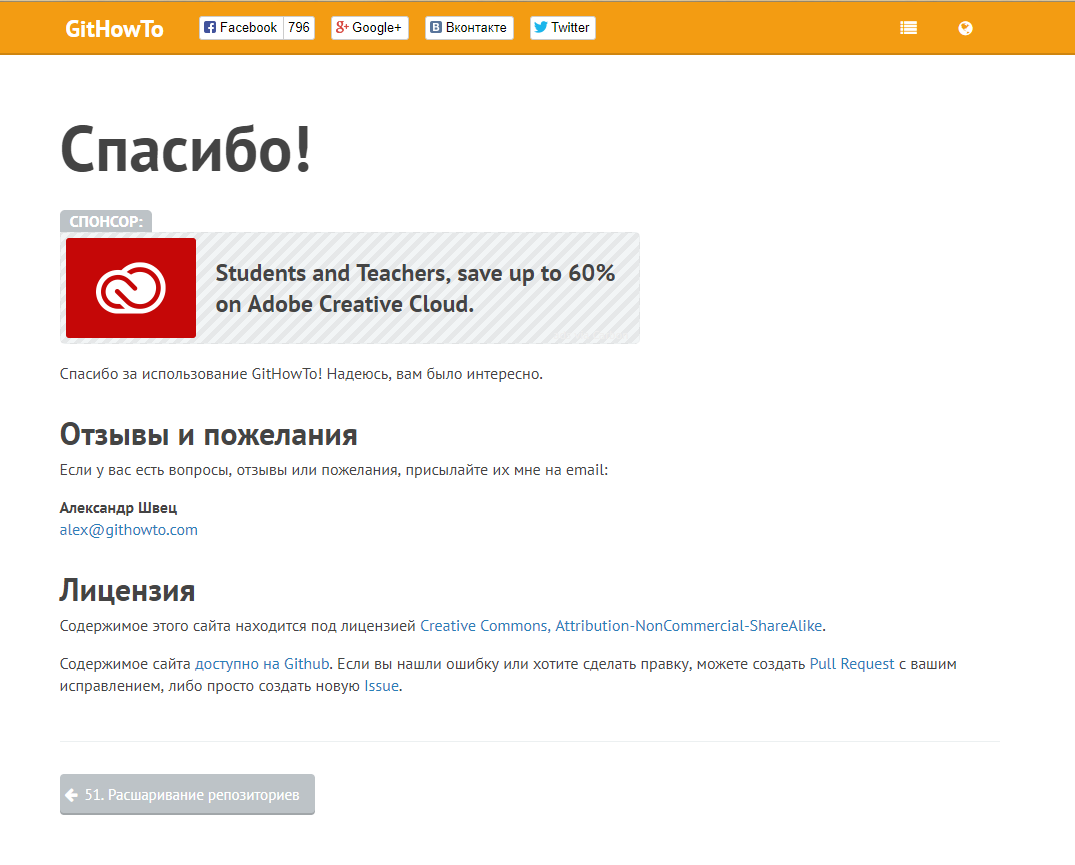 GitHowTo Facebook 796 Google+ Вконтакте Twitter
Спасибо!
СПОНСОР:
Students and Teachers, save up to 60%
on Adobe Creative Cloud.
Спасибо за использование GitHowTo! Надеюсь, вам было интересно.
Отзывы и пожелания
Если у вас есть вопросы, отзывы или пожелания, присылайте их мне на email:
Александр Швец
alex@githowto.com
Лицензия
Содержимое этого сайта находится под лицензией Creative Commons, Attribution-NonCommercial-ShareAlike.
Содержимое сайта доступно на Github. Если вы нашли ошибку или хотите сделать правку, можете создать Pull Request с вашим
исправлением, либо просто создать новую Issue.
51. Расшаривание репозиториев